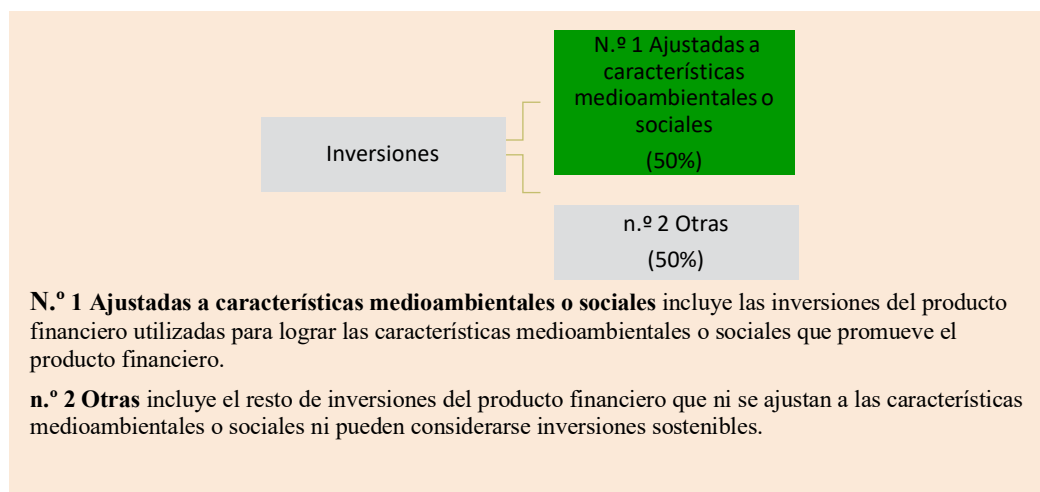 N.º 1 Ajustadas a
características
medioambientales o
sociales
(50%)
Inversiones
n.º 2 Otras
(50%)
N.º 1 Ajustadas a características medioambientales o sociales incluye las inversiones del producto
financiero utilizadas para lograr las características medioambientales o sociales que promueve el
producto financiero.
n.º 2 Otras incluye el resto de inversiones del producto financiero que ni se ajustan a las características
medioambientales o sociales ni pueden considerarse inversiones sostenibles.